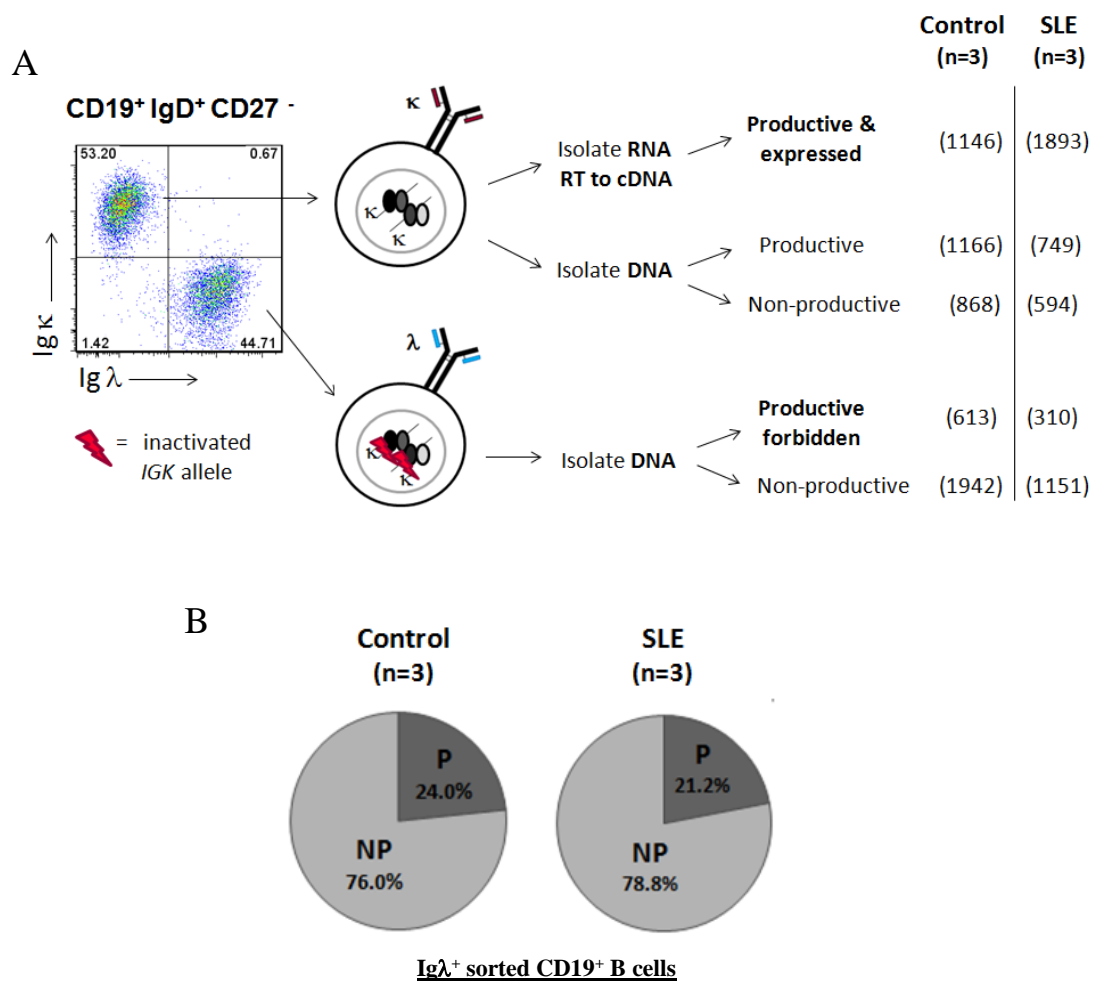 A
CD19+ IgD+ CD27 -
53.20
0.67
1.42
44.71
Ig κ
Ig λ
= inactivated
IGK allele
κ
κ
κ
λ
κ
κ
Isolate RNA
RT to cDNA
Isolate DNA
Isolate DNA
Control
(n=3)
SLE
(n=3)
Productive &
expressed
(1146)
(1893)
Productive
(1166)
(749)
Non-productive
(868)
(594)
Productive
forbidden
(613)
(310)
Non-productive
(1942)
(1151)
B
Control
(n=3)
P
24.0%
NP
76.0%
SLE
(n=3)
P
21.2%
NP
78.8%
Igλ+ sorted CD19+ B cells